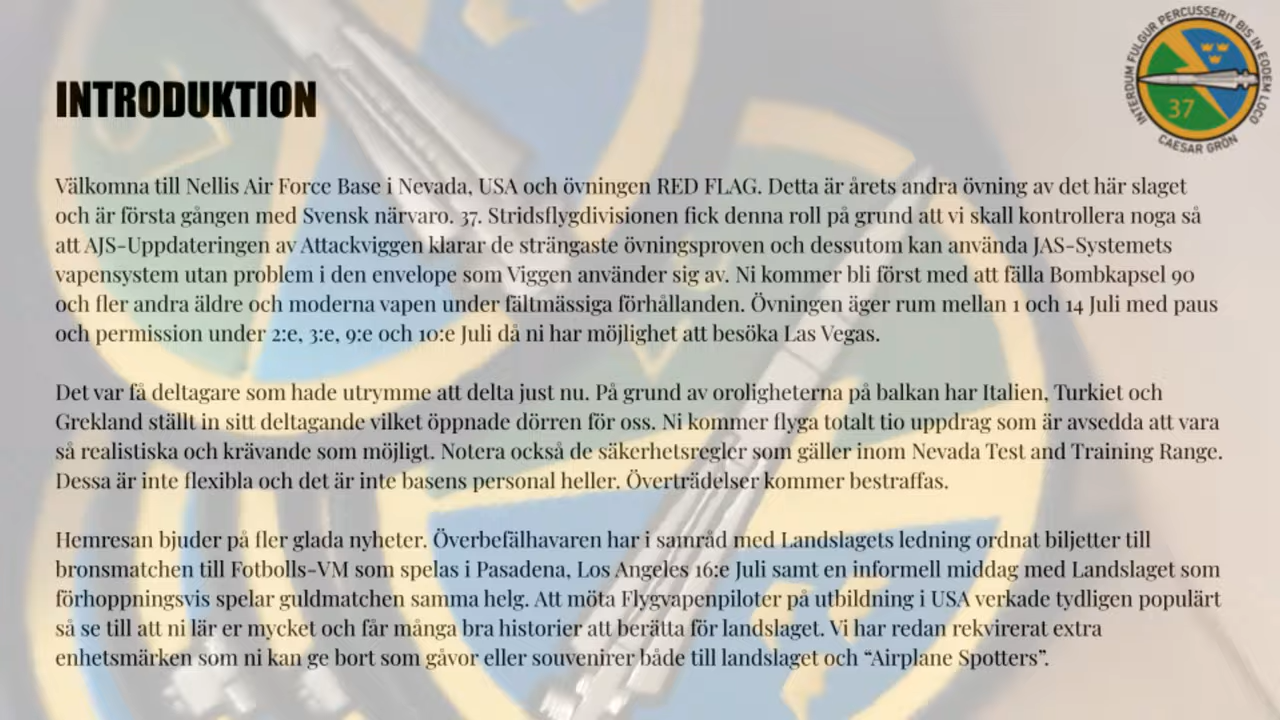 INTERDUM FULGUR PERCUSSERIT BIS IN EODEM LOCO
37
CAESAR GRÖN
INTRODUKTION
Välkomna till Nellis Air Force Base i Nevada, USA och övningen RED FLAG. Detta är årets andra övning av det här slaget
och är första gången med Svensk närvaro. 37. Stridsflygdivisionen fick denna roll på grund att vi skall kontrollera noga så
att AJS-Uppdateringen av Attackviggen klarar de strängaste övningsproven och dessutom kan använda JAS-Systemets
vapensystem utan problem i den envelope som Viggen använder sig av. Ni kommer bli först med att fälla Bombkapsel 90
och fler andra äldre och moderna vapen under fältmässiga förhållanden. Övningen äger rum mellan 1 och 14 Juli med paus
och permission under 2:e, 3:e, 9:e och 10:e Juli då ni har möjlighet att besöka Las Vegas.
Det var få deltagare som hade utrymme att delta just nu. På grund av oroligheterna på balkan har Italien, Turkiet och
Grekland ställt in sitt deltagande vilket öppnade dörren för oss. Ni kommer flyga totalt tio uppdrag som är avsedda att vara
så realistiska och krävande som möjligt. Notera också de säkerhetsregler som gäller inom Nevada Test and Training Range.
Dessa är inte flexibla och det är inte basens personal heller. Överträdelser kommer bestraffas.
Hemresan bjuder på fler glada nyheter. Överbefälhavaren har i samråd med Landslagets ledning ordnat biljetter till
bronsmatchen till Fotbolls-VM som spelas i Pasadena, Los Angeles 16:e Juli samt en informell middag med Landslaget som
förhoppningsvis spelar guldmatchen samma helg. Att möta Flygvapenpiloter på utbildning i USA verkade tydligen populärt
så se till att ni lär er mycket och får många bra historier att berätta för landslaget. Vi har redan rekvirerat extra
enhetsmärken som ni kan ge bort som gåvor eller souvenirer både till landslaget och “Airplane Spotters”.